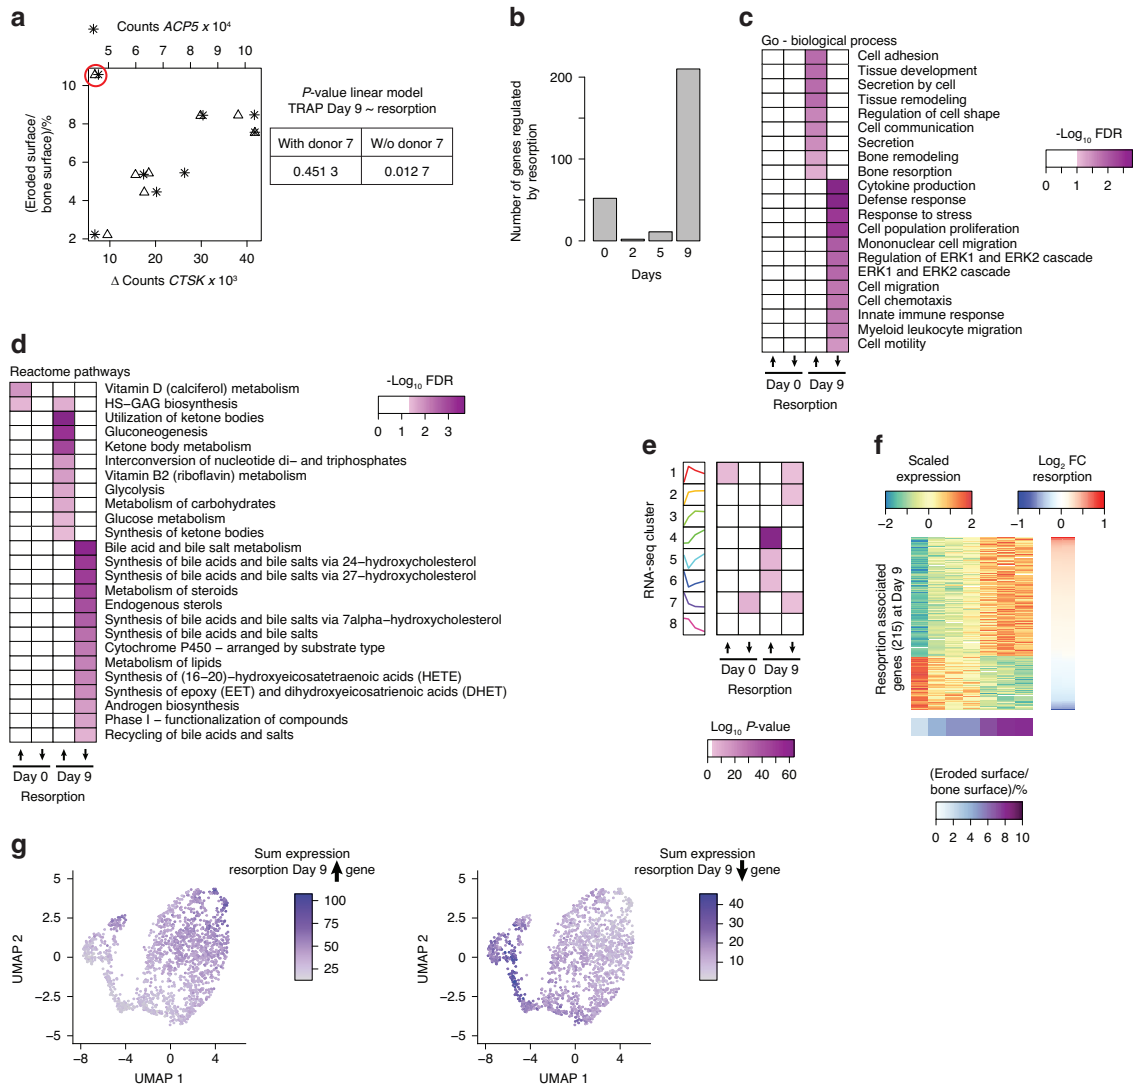 a
Counts ACP5 x 10⁴
5 6 7 8 9 10
10
8
6
4
2
(Eroded surface/
bone surface)/%
10 20 30 40
Δ Counts CTSK x 10³
P-value linear model
TRAP Day 9 ~ resorption
With donor 7 W/o donor 7
0.451 3 0.012 7
b
Number of genes regulated
by resorption
200
100
0
0 2 5 9
Days
c
Go - biological process
Cell adhesion
Tissue development
Secretion by cell
Tissue remodeling
Regulation of cell shape
Cell communication
Secretion
Bone remodeling
Bone resorption
Cytokine production
Defense response
Response to stress
Cell population proliferation
Mononuclear cell migration
Regulation of ERK1 and ERK2 cascade
ERK1 and ERK2 cascade
Cell migration
Cell chemotaxis
Innate immune response
Myeloid leukocyte migration
Cell motility
Day 0 Day 9
Resorption
-Log₁₀ FDR
0 1 2
d
Reactome pathways
Vitamin D (calciferol) metabolism
HS−GAG biosynthesis
Utilization of ketone bodies
Gluconeogenesis
Ketone body metabolism
Interconversion of nucleotide di− and triphosphates
Vitamin B2 (riboflavin) metabolism
Glycolysis
Metabolism of carbohydrates
Glucose metabolism
Synthesis of ketone bodies
Bile acid and bile salt metabolism
Synthesis of bile acids and bile salts via 24−hydroxycholesterol
Synthesis of bile acids and bile salts via 27−hydroxycholesterol
Metabolism of steroids
Endogenous sterols
Synthesis of bile acids and bile salts via 7alpha−hydroxycholesterol
Synthesis of bile acids and bile salts
Cytochrome P450 − arranged by substrate type
Metabolism of lipids
Synthesis of (16−20)−hydroxyeicosatetraenoic acids (HETE)
Synthesis of epoxy (EET) and dihydroxyeicosatrienoic acids (DHET)
Androgen biosynthesis
Phase I − functionalization of compounds
Recycling of bile acids and salts
Day 0 Day 9
Resorption
-Log₁₀ FDR
0 1 2 3
e
RNA-seq cluster
1
2
3
4
5
6
7
8
Day 0 Day 9
Resorption
Log₁₀ P-value
0 20 40 60
f
Scaled
expression
−2 0 2
Log₂ FC
resorption
−1 0 1
Resoprtion associated
genes (215) at Day 9
(Eroded surface/
bone surface)/%
0 2 4 6 8 10
g
Sum expression
resorption Day 9 gene
100
75
50
25
UMAP 2
5
2.5
0
−2.5
−5
−8 −4 0 4
UMAP 1
Sum expression
resorption Day 9 gene
40
30
20
10
UMAP 2
5
2.5
0
−2.5
−5
−8 −4 0 4
UMAP 1